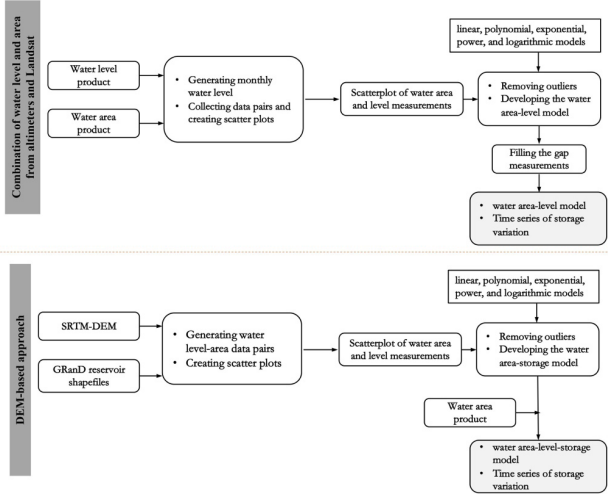 Combination of water level and area
from altimeters and Landsat
linear, polynomial, exponential,
power, and logarithmic models
Water level
product
Water area
product
• Generating monthly
water level
• Collecting data pairs and
creating scatter plots
Scatterplot of water area
and level measurements
• Removing outliers
• Developing the water
area-level model
Filling the gap
measurements
• water area-level model
• Time series of storage
variation
DEM-based approach
linear, polynomial, exponential,
power, and logarithmic models
SRTM-DEM
GRanD reservoir
shapefiles
• Generating water
level-area data pairs
• Creating scatter plots
Scatterplot of water area
and level measurements
• Removing outliers
• Developing the water
area-storage model
Water area
product
• water area-level-storage
model
• Time series of storage
variation